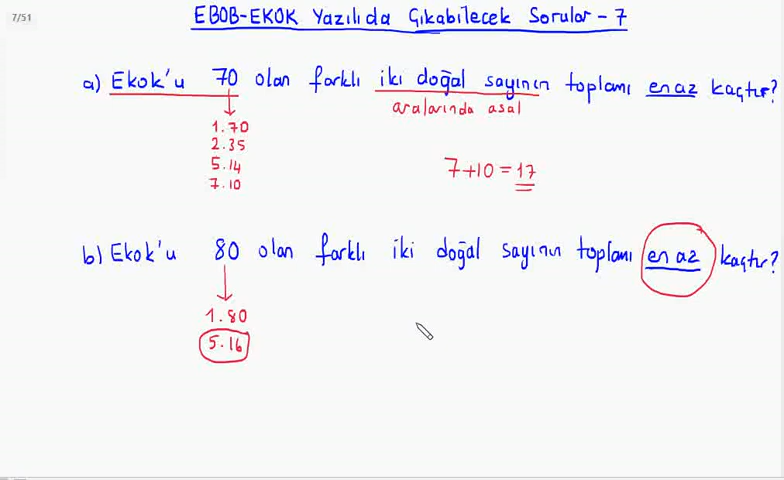 7/51
EBOB-EKOK Yazılıda Çıkabilecek Sorular - 7
a) Ekok'u 70 olan farklı iki doğal sayının toplamı en az kaçtır?
aralarında asal
1.70
2.35
5.14
7.10
7+10=17
b) Ekok'u 80 olan farklı iki doğal sayının toplamı en az kaçtır?
1.80
5.16